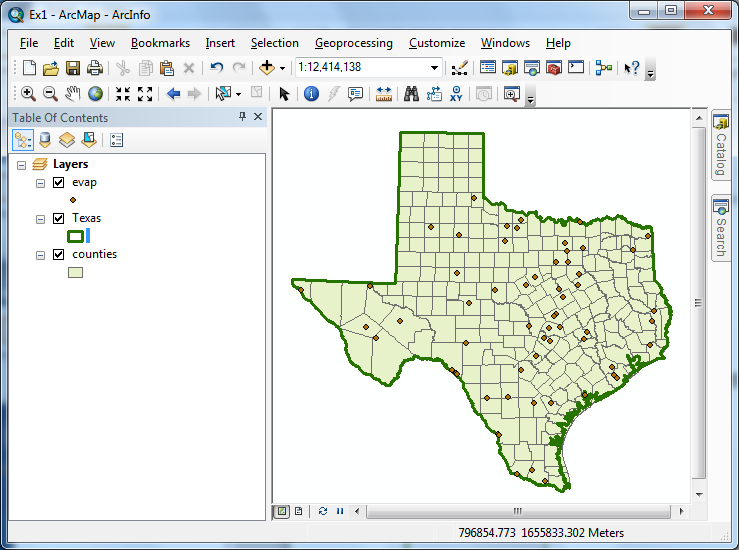 Ex1 - ArcMap - ArcInfo
File Edit View Bookmarks Insert Selection Geoprocessing Customize Windows Help
1:12,414,138
XY
Table Of Contents
Layers
evap
Texas
counties
Catalog
Search
796854.773 1655833.302 Meters